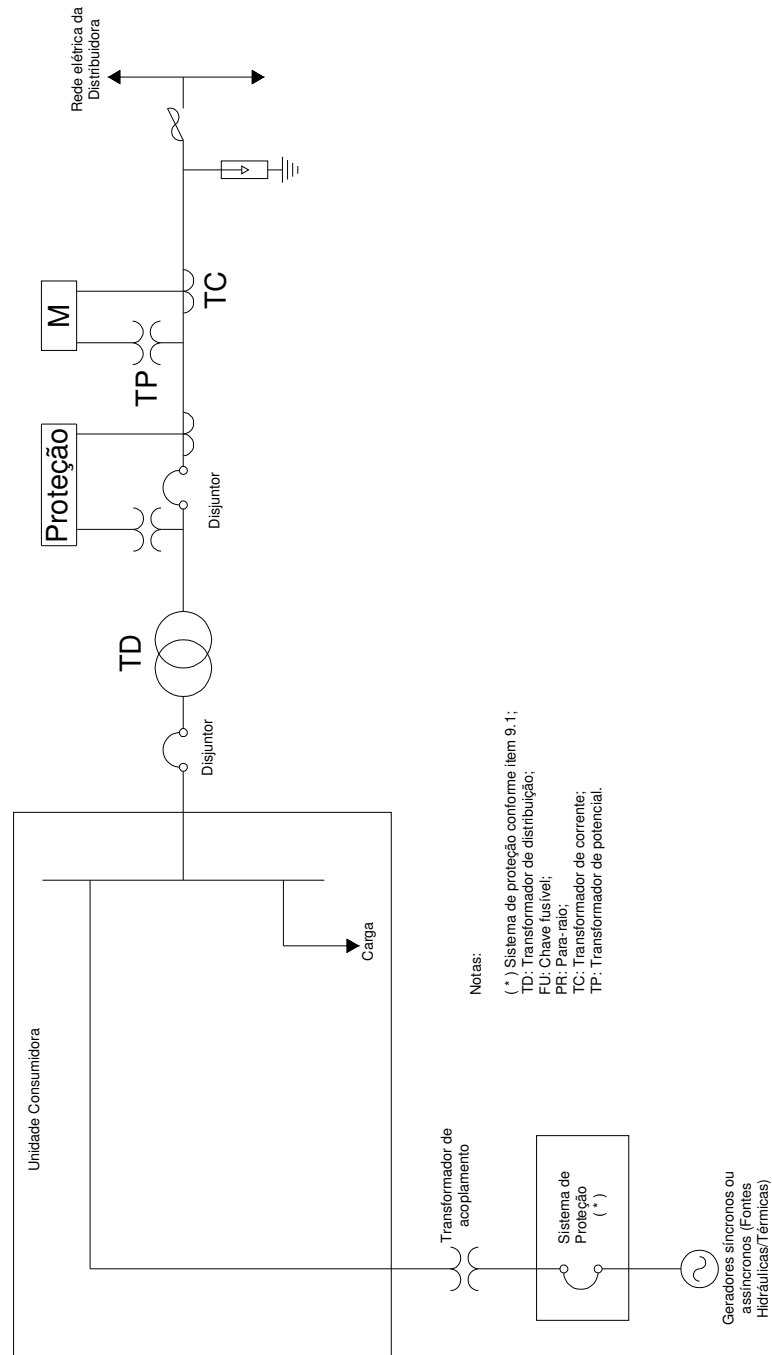 Rede elétrica da
Distribuidora
M
TC
TP
Proteção
Disjuntor
TD
Disjuntor
Unidade Consumidora
Carga
Transformador de
acoplamento
Sistema de
Proteção
( * )
Geradores síncronos ou
assíncronos (Fontes
Hidráulicas/Térmicas)
Notas:
( * ) Sistema de proteção conforme item 9.1;
TD: Transformador de distribuição;
FU: Chave fusível;
PR: Para-raio;
TC: Transformador de corrente;
TP: Transformador de potencial.